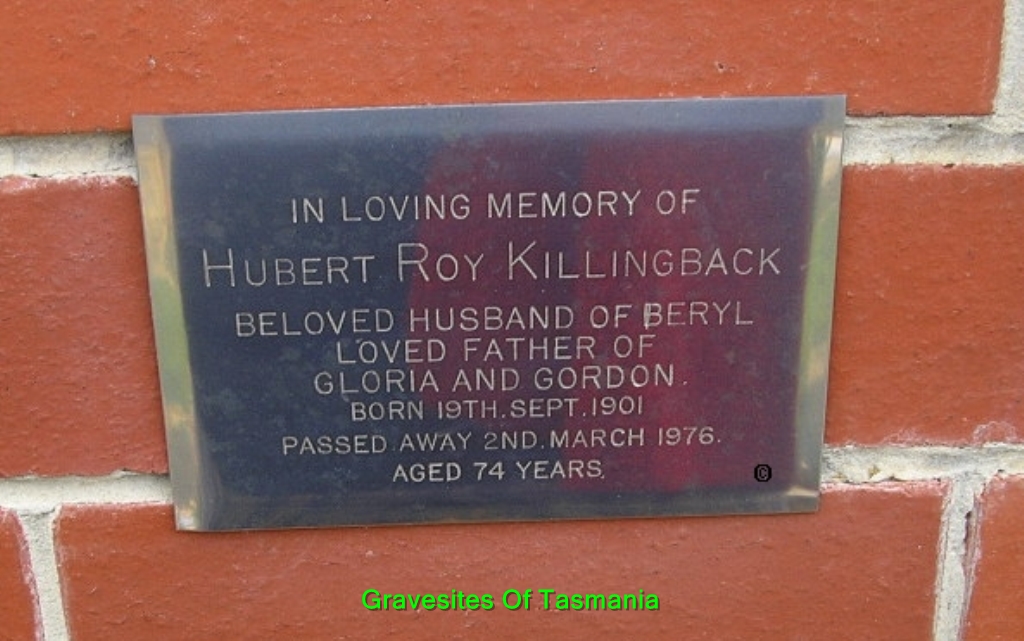 IN LOVING MEMORY OF
HUBERT ROY KILLINGBACK
BELOVED HUSBAND OF BERYL
LOVED FATHER OF
GLORIA AND GORDON.
BORN 19TH.SEPT.1901
PASSED AWAY 2ND.MARCH 1976.
AGED 74 YEARS.
©
Gravesites Of Tasmania